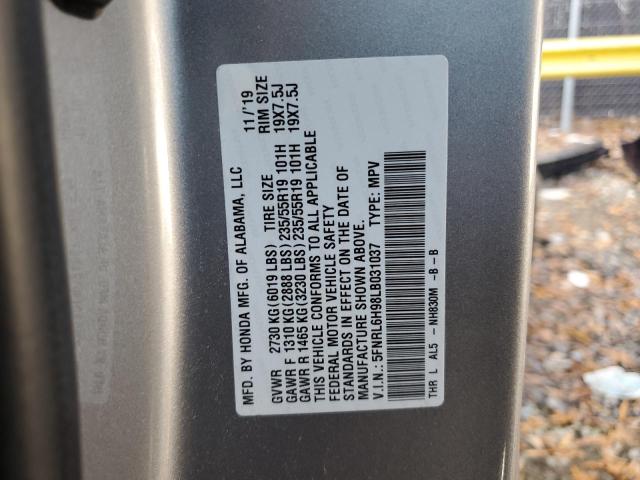 MFD. BY HONDA MFG. OF ALABAMA, LLC 11/'19
GVWR 2730 KG (6019 LBS) TIRE SIZE RIM SIZE
GAWR F 1310 KG (2888 LBS) 235/55R19 101H 19X7.5J
GAWR R 1465 KG (3230 LBS) 235/55R19 101H 19X7.5J
THIS VEHICLE CONFORMS TO ALL APPLICABLE
FEDERAL MOTOR VEHICLE SAFETY
STANDARDS IN EFFECT ON THE DATE OF
MANUFACTURE SHOWN ABOVE.
V.I.N.: 5FNRL6H98LB031037 TYPE: MPV
THR L AL5 - NH830M -B-B